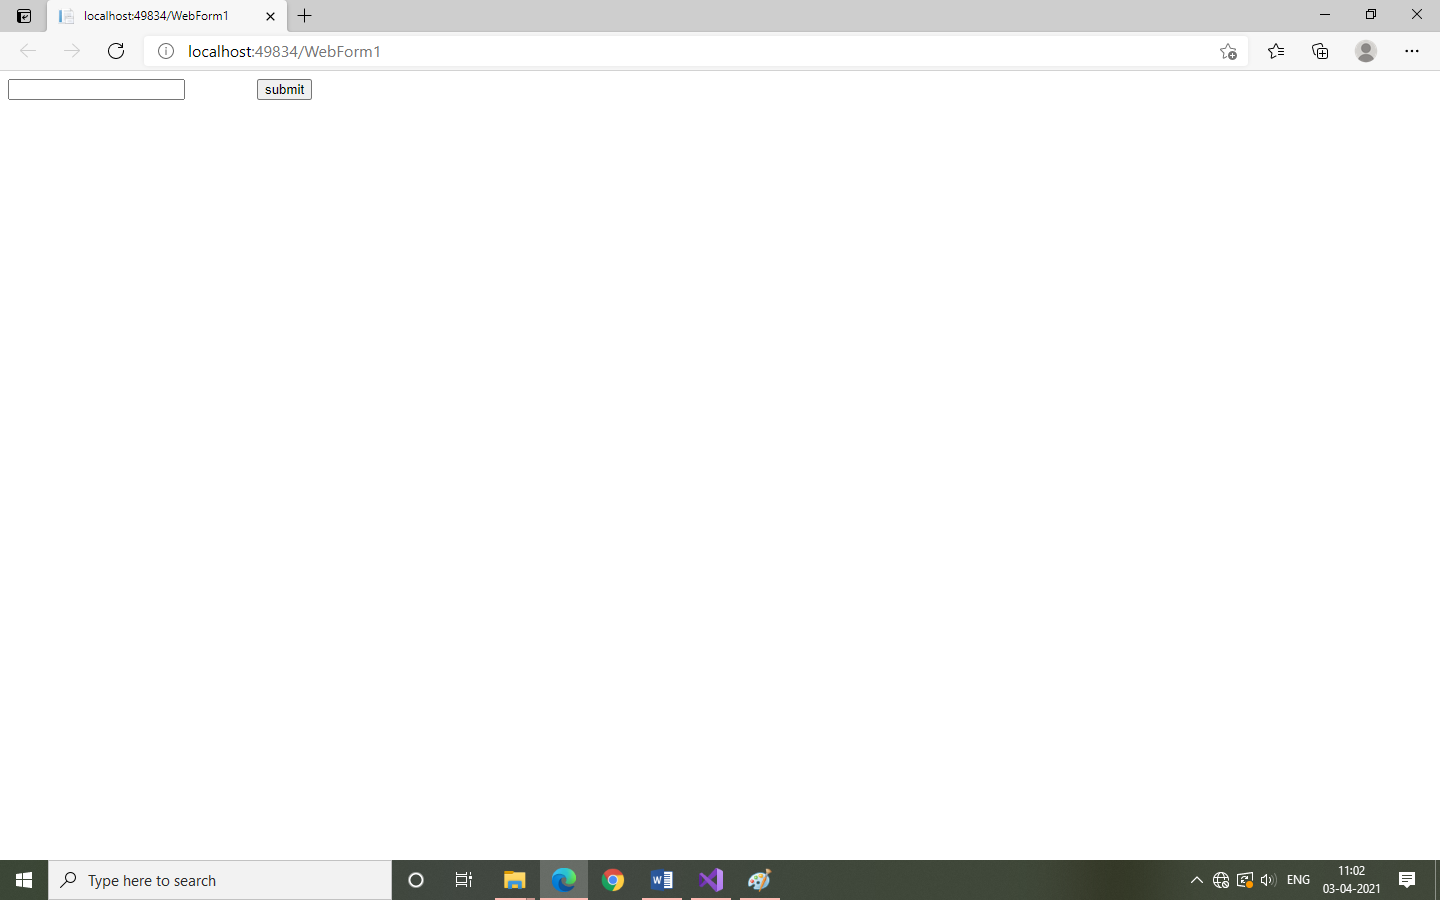 localhost:49834/WebForm1
localhost:49834/WebForm1
submit
Type here to search
ENG
11:02
03-04-2021